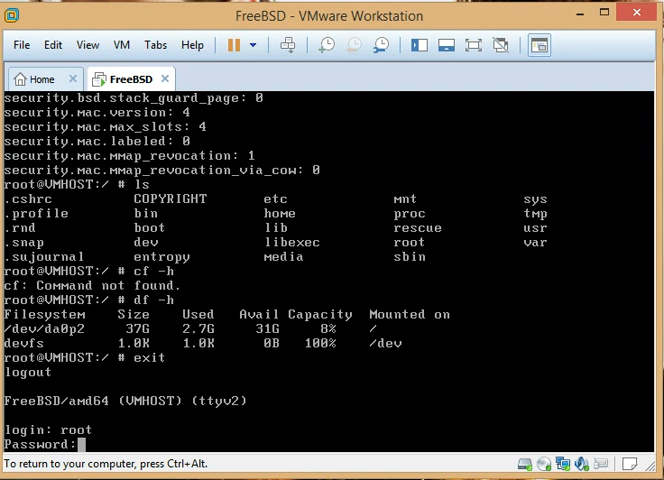 FreeBSD - VMware Workstation
File Edit View VM Tabs Help
Home FreeBSD
security.bsd.stack_guard_page: 0
security.mac.version: 4
security.mac.max_slots: 4
security.mac.labeled: 0
security.mac.mmap_revocation: 1
security.mac.mmap_revocation_via_cow: 0
root@VMHOST:/ # ls
.cshrc COPYRIGHT etc mnt sys
.profile bin home proc tmp
.rnd boot lib rescue usr
.snap dev libexec root var
.sujournal entropy media sbin
root@VMHOST:/ # cf -h
cf: Command not found.
root@VMHOST:/ # df -h
Filesystem Size Used Avail Capacity Mounted on
/dev/da0p2 37G 2.7G 31G 8% /
devfs 1.0K 1.0K 0B 100% /dev
root@VMHOST:/ # exit
logout
FreeBSD/amd64 (VMHOST) (ttyv2)
login: root
Password:
To return to your computer, press Ctrl+Alt.